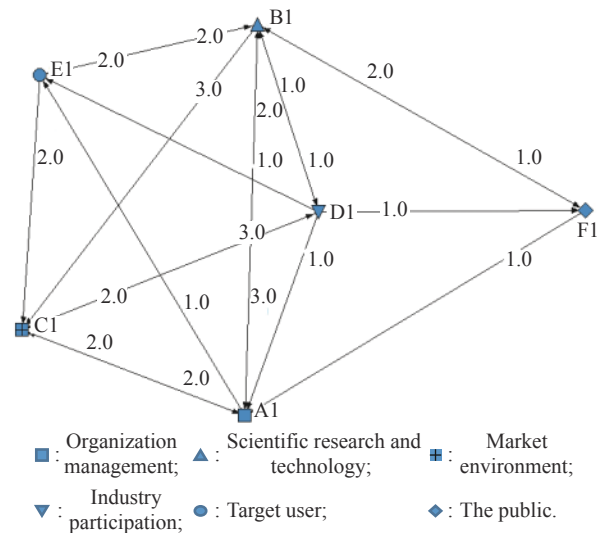 B1
2.0
E1
2.0
2.0
1.0
3.0
2.0
2.0
1.0
1.0
1.0
D1
1.0
F1
3.0
1.0
1.0
2.0
1.0
3.0
C1
2.0
2.0
A1
: Organization management;
: Scientific research and technology;
: Market environment;
: Industry participation;
: Target user;
: The public.